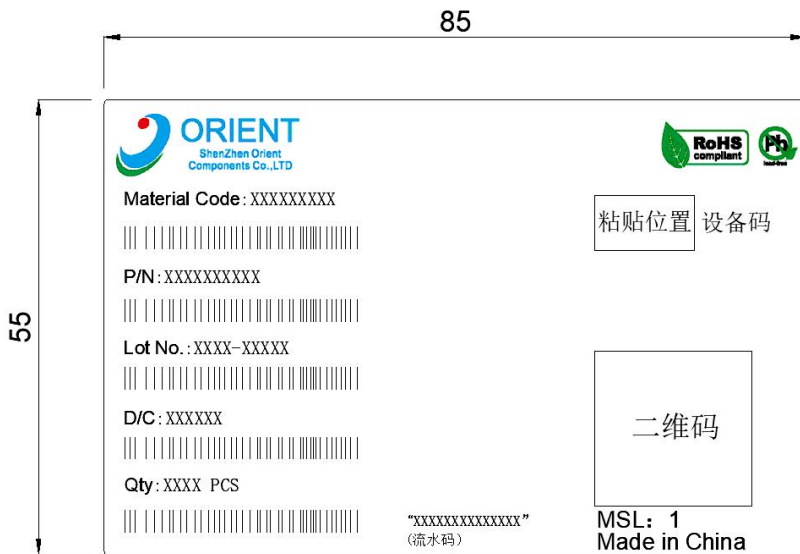 85
55
ORIENT
ShenZhen Orient
Components Co.,LTD
RoHS
compliant
Pb
lead-free
Material Code: XXXXXXXXX
粘贴位置 设备码
P/N: XXXXXXXXXX
Lot No.: XXXX-XXXXX
D/C: XXXXXX
二维码
Qty: XXXX PCS
“XXXXXXXXXXXXXX”
(流水码)
MSL: 1
Made in China